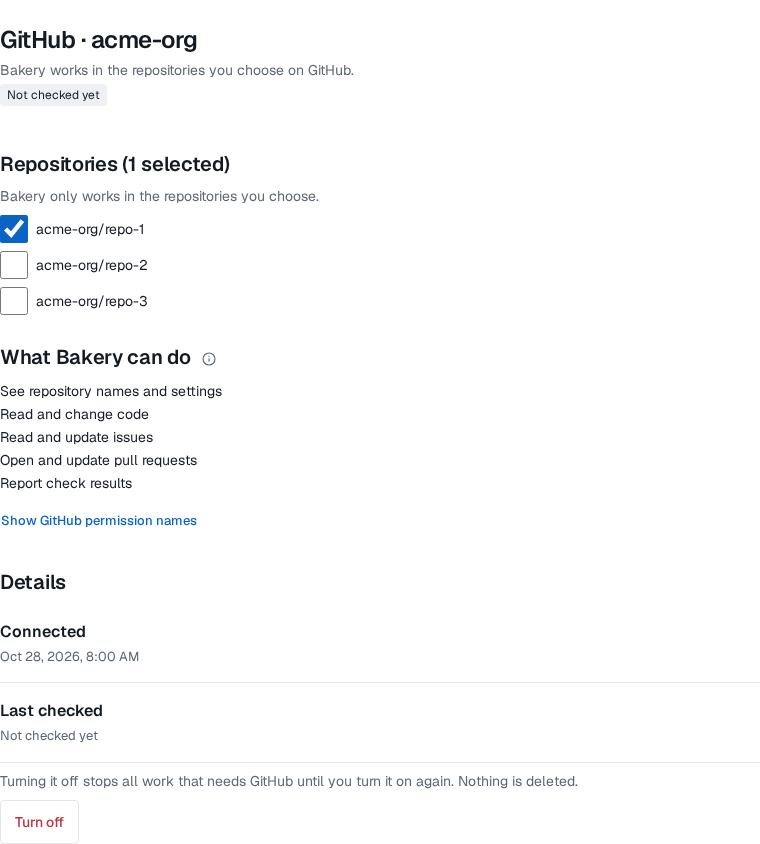 GitHub · acme-org
Bakery works in the repositories you choose on GitHub.
Not checked yet
Repositories (1 selected)
Bakery only works in the repositories you choose.
acme-org/repo-1
acme-org/repo-2
acme-org/repo-3
What Bakery can do
See repository names and settings
Read and change code
Read and update issues
Open and update pull requests
Report check results
Show GitHub permission names
Details
Connected
Oct 28, 2026, 8:00 AM
Last checked
Not checked yet
Turning it off stops all work that needs GitHub until you turn it on again. Nothing is deleted.
Turn off